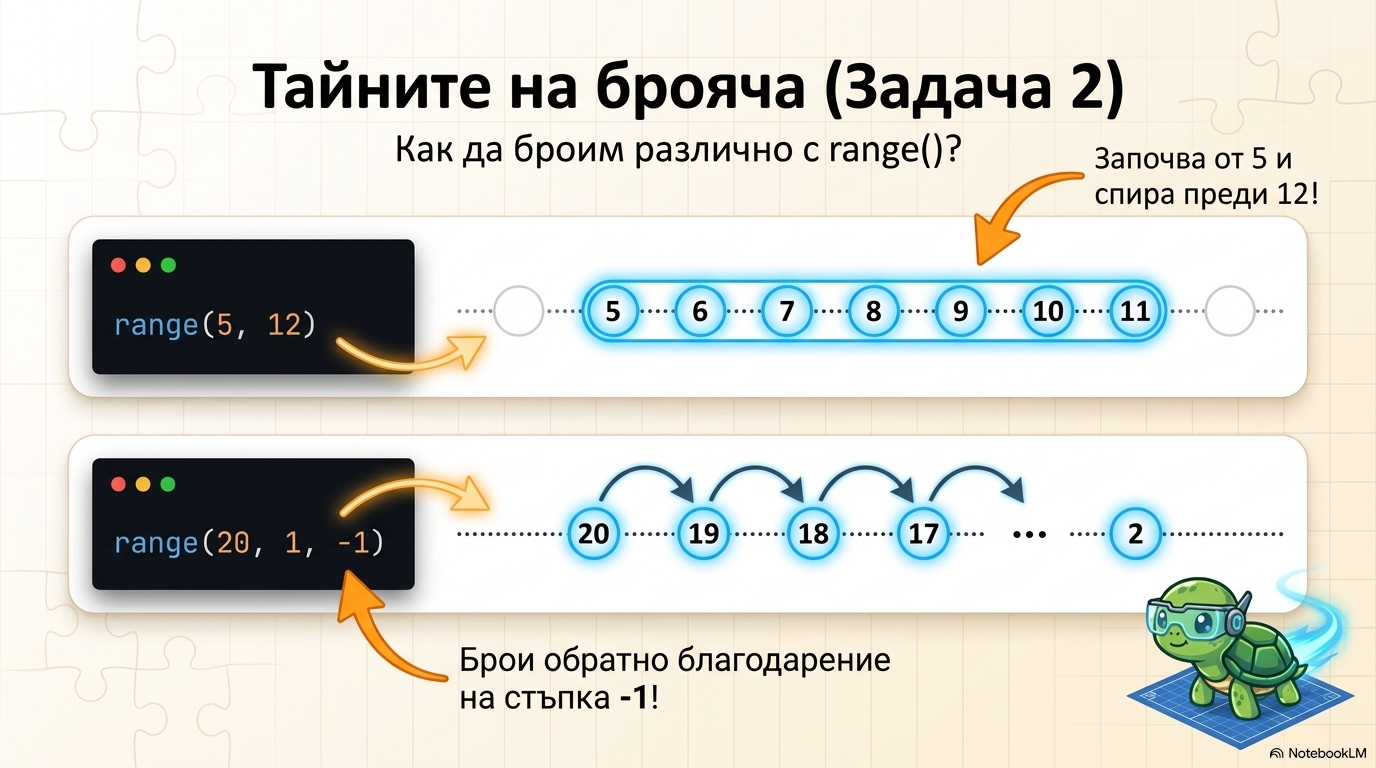 Тайните на брояча (Задача 2)
Как да броим различно с range()?
Започва от 5 и
спира преди 12!
range(5, 12)
5 6 7 8 9 10 11
range(20, 1, -1)
20 19 18 17 ... 2
Брои обратно благодарение
на стъпка -1!
NotebookLM